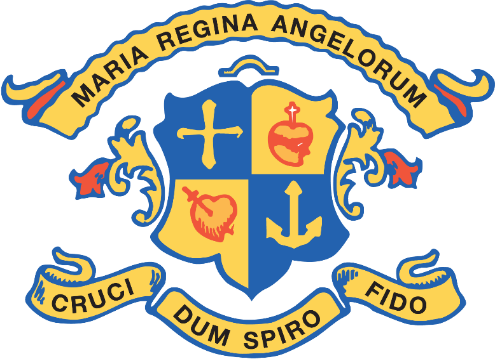 MARIA REGINA ANGELORUM
CRUCI DUM SPIRO FIDO